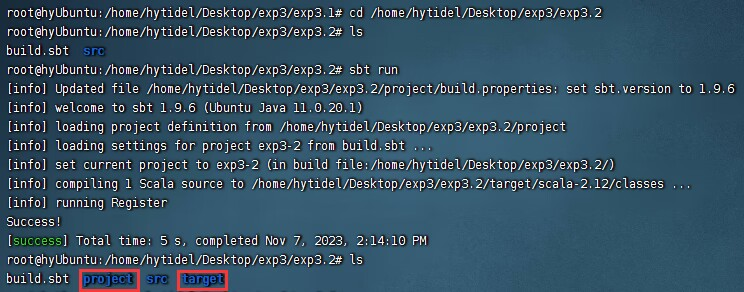 root@hyUbuntu:/home/hytidel/Desktop/exp3/exp3.1# cd /home/hytidel/Desktop/exp3/exp3.2
root@hyUbuntu:/home/hytidel/Desktop/exp3/exp3.2# ls
build.sbt  src
root@hyUbuntu:/home/hytidel/Desktop/exp3/exp3.2# sbt run
[info] Updated file /home/hytidel/Desktop/exp3/exp3.2/project/build.properties: set sbt.version to 1.9.6
[info] welcome to sbt 1.9.6 (Ubuntu Java 11.0.20.1)
[info] loading project definition from /home/hytidel/Desktop/exp3/exp3.2/project
[info] loading settings for project exp3-2 from build.sbt ...
[info] set current project to exp3-2 (in build file:/home/hytidel/Desktop/exp3/exp3.2/)
[info] compiling 1 Scala source to /home/hytidel/Desktop/exp3/exp3.2/target/scala-2.12/classes ...
[info] running Register
Success!
[success] Total time: 5 s, completed Nov 7, 2023, 2:14:10 PM
root@hyUbuntu:/home/hytidel/Desktop/exp3/exp3.2# ls
build.sbt  project  src  target